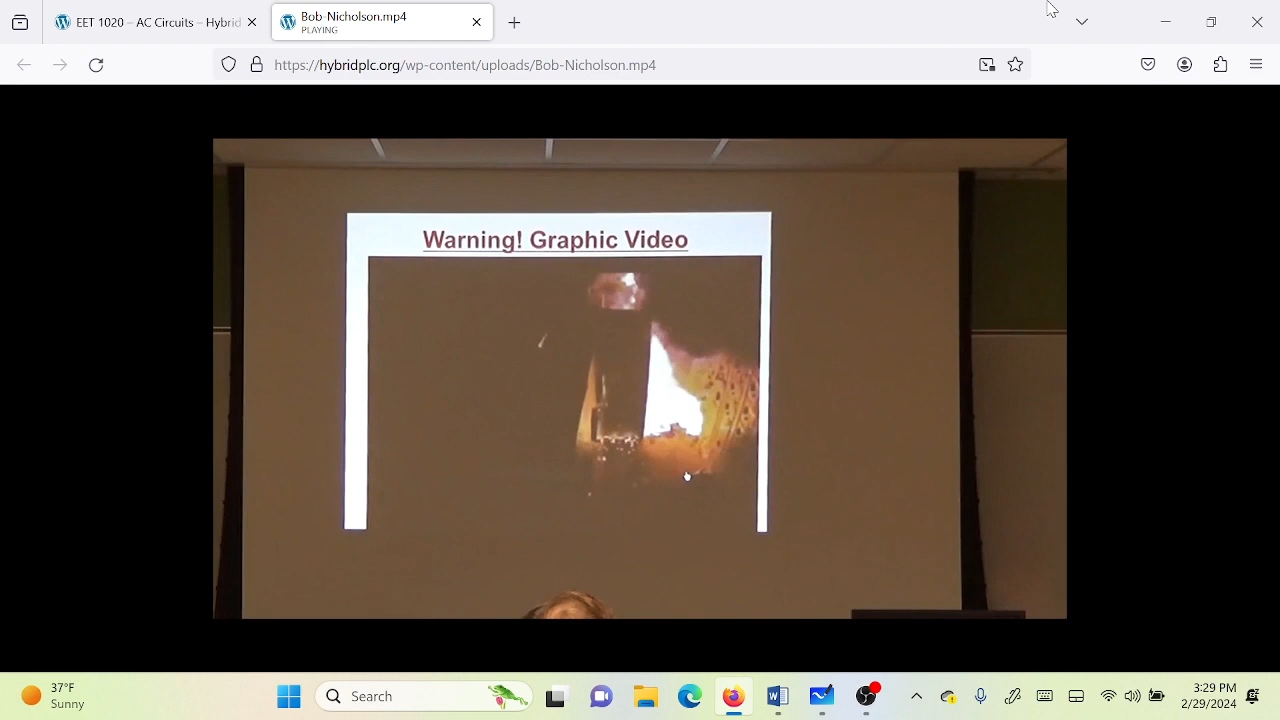 EET 1020 – AC Circuits – Hybrid
Bob-Nicholson.mp4
PLAYING
https://hybridplc.org/wp-content/uploads/Bob-Nicholson.mp4
Warning! Graphic Video
37°F
Sunny
Search
3:29 PM
2/29/2024